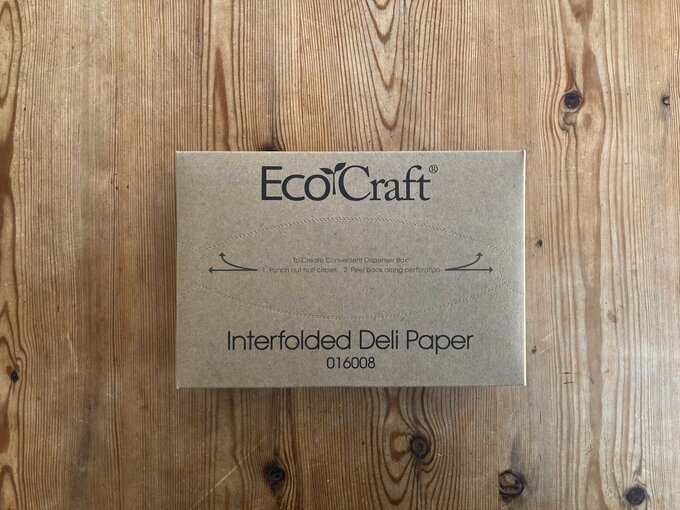 EcoCraft®
To Create Convenient Dispenser Box:
1. Punch out half circles. 2. Peel Back along perforation.
Interfolded Deli Paper
016008